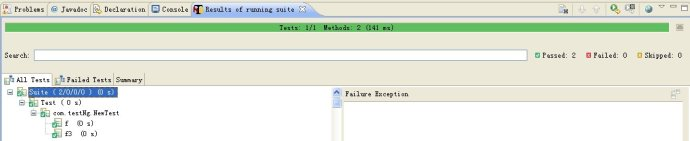 Problems @ Javadoc Declaration Console Results of running suite
Tests: 1/1 Methods: 2 (141 ms)
Search: Passed: 2 Failed: 0 Skipped: 0
All Tests Failed Tests Summary
Suite ( 2/0/0/0 ) (0 s) Failure Exception
Test ( 0 s)
com.testNg.NewTest
f (0 s)
f3 (0 s)